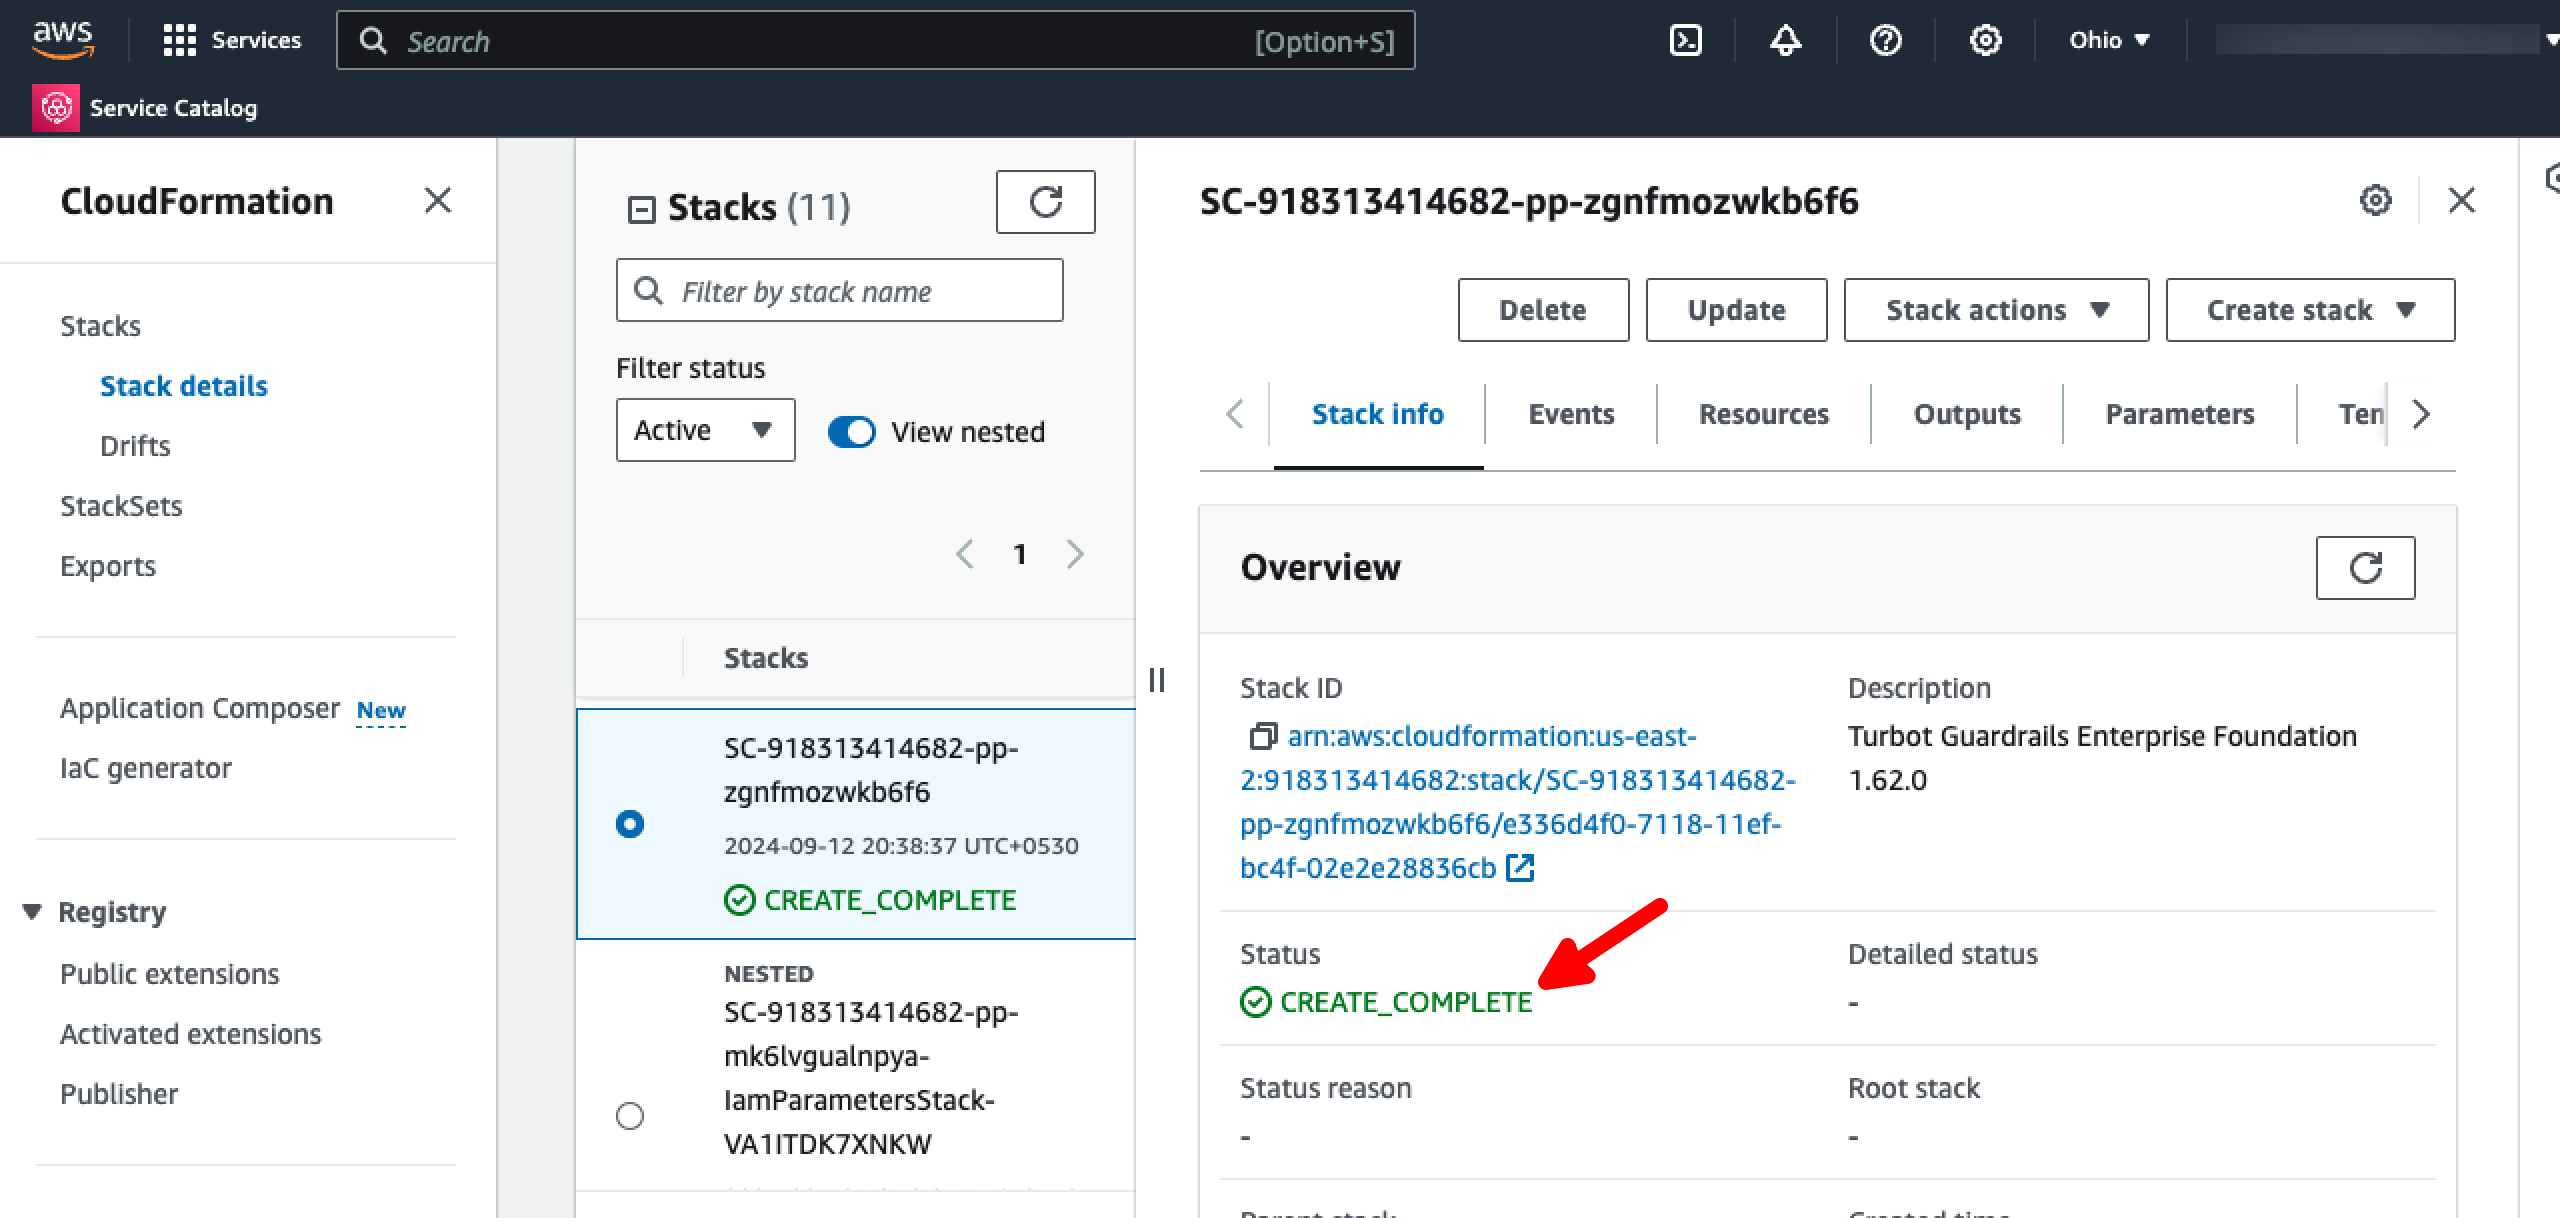 aws
Services
Search
[Option+S]
Ohio
Service Catalog
CloudFormation
Stacks
Stack details
Drifts
StackSets
Exports
Application Composer New
IaC generator
Registry
Public extensions
Activated extensions
Publisher
Stacks (11)
Filter by stack name
Filter status
Active
View nested
1
Stacks
SC-918313414682-pp-
zgnfmozwkb6f6
2024-09-12 20:38:37 UTC+0530
CREATE_COMPLETE
NESTED
SC-918313414682-pp-
mk6lvgualnpya-
IamParametersStack-
VA1ITDK7XNKW
SC-918313414682-pp-zgnfmozwkb6f6
Delete
Update
Stack actions
Create stack
Stack info
Events
Resources
Outputs
Parameters
Overview
Stack ID
arn:aws:cloudformation:us-east-
2:918313414682:stack/SC-918313414682-
pp-zgnfmozwkb6f6/e336d4f0-7118-11ef-
bc4f-02e2e28836cb
Description
Turbot Guardrails Enterprise Foundation
1.62.0
Status
CREATE_COMPLETE
Detailed status
-
Status reason
-
Root stack
-